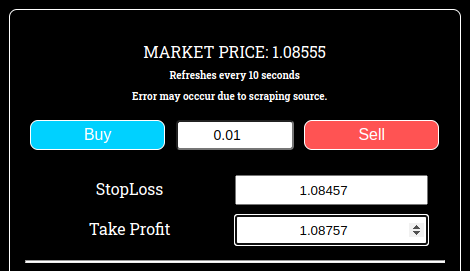 MARKET PRICE: 1.08555
Refreshes every 10 seconds
Error may occcur due to scraping source.
Buy 0.01 Sell
StopLoss 1.08457
Take Profit 1.08757